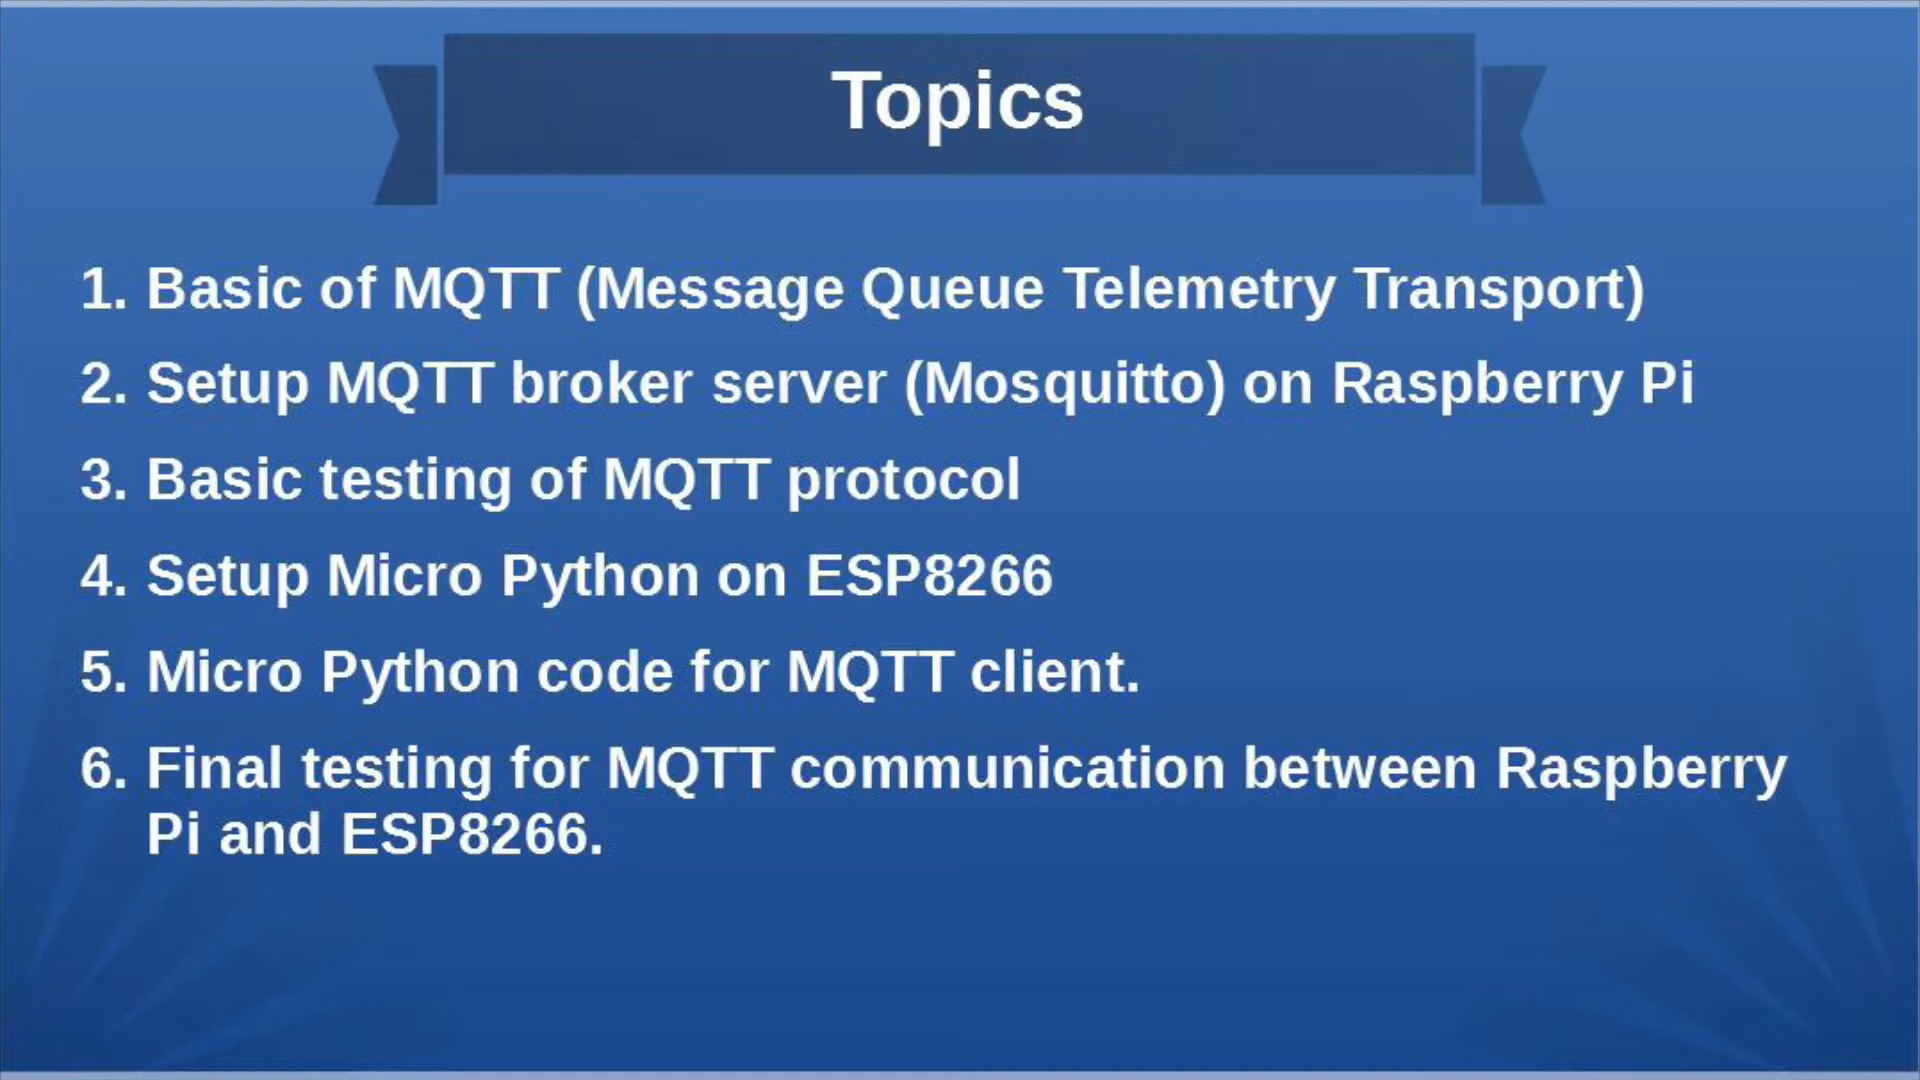 Topics
1. Basic of MQTT (Message Queue Telemetry Transport)
2. Setup MQTT broker server (Mosquitto) on Raspberry Pi
3. Basic testing of MQTT protocol
4. Setup Micro Python on ESP8266
5. Micro Python code for MQTT client.
6. Final testing for MQTT communication between Raspberry
Pi and ESP8266.